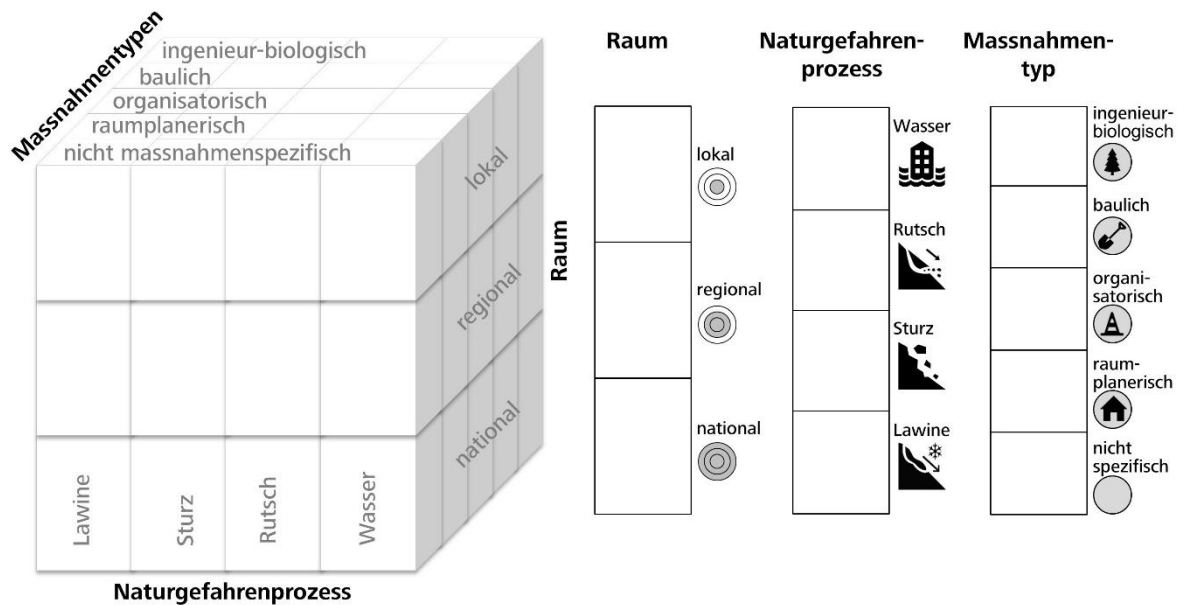 Massnahmentypen
ingenieur-biologisch
baulich
organisatorisch
raumplanerisch
nicht massnahmenspezifisch
lokal
regional
national
Raum
Lawine
Sturz
Rutsch
Wasser
Naturgefahrenprozess
Raum
lokal
regional
national
Naturgefahren-
prozess
Wasser
Rutsch
Sturz
Lawine
Massnahmen-
typ
ingenieur-
biologisch
baulich
organi-
satorisch
raum-
planerisch
nicht
spezifisch